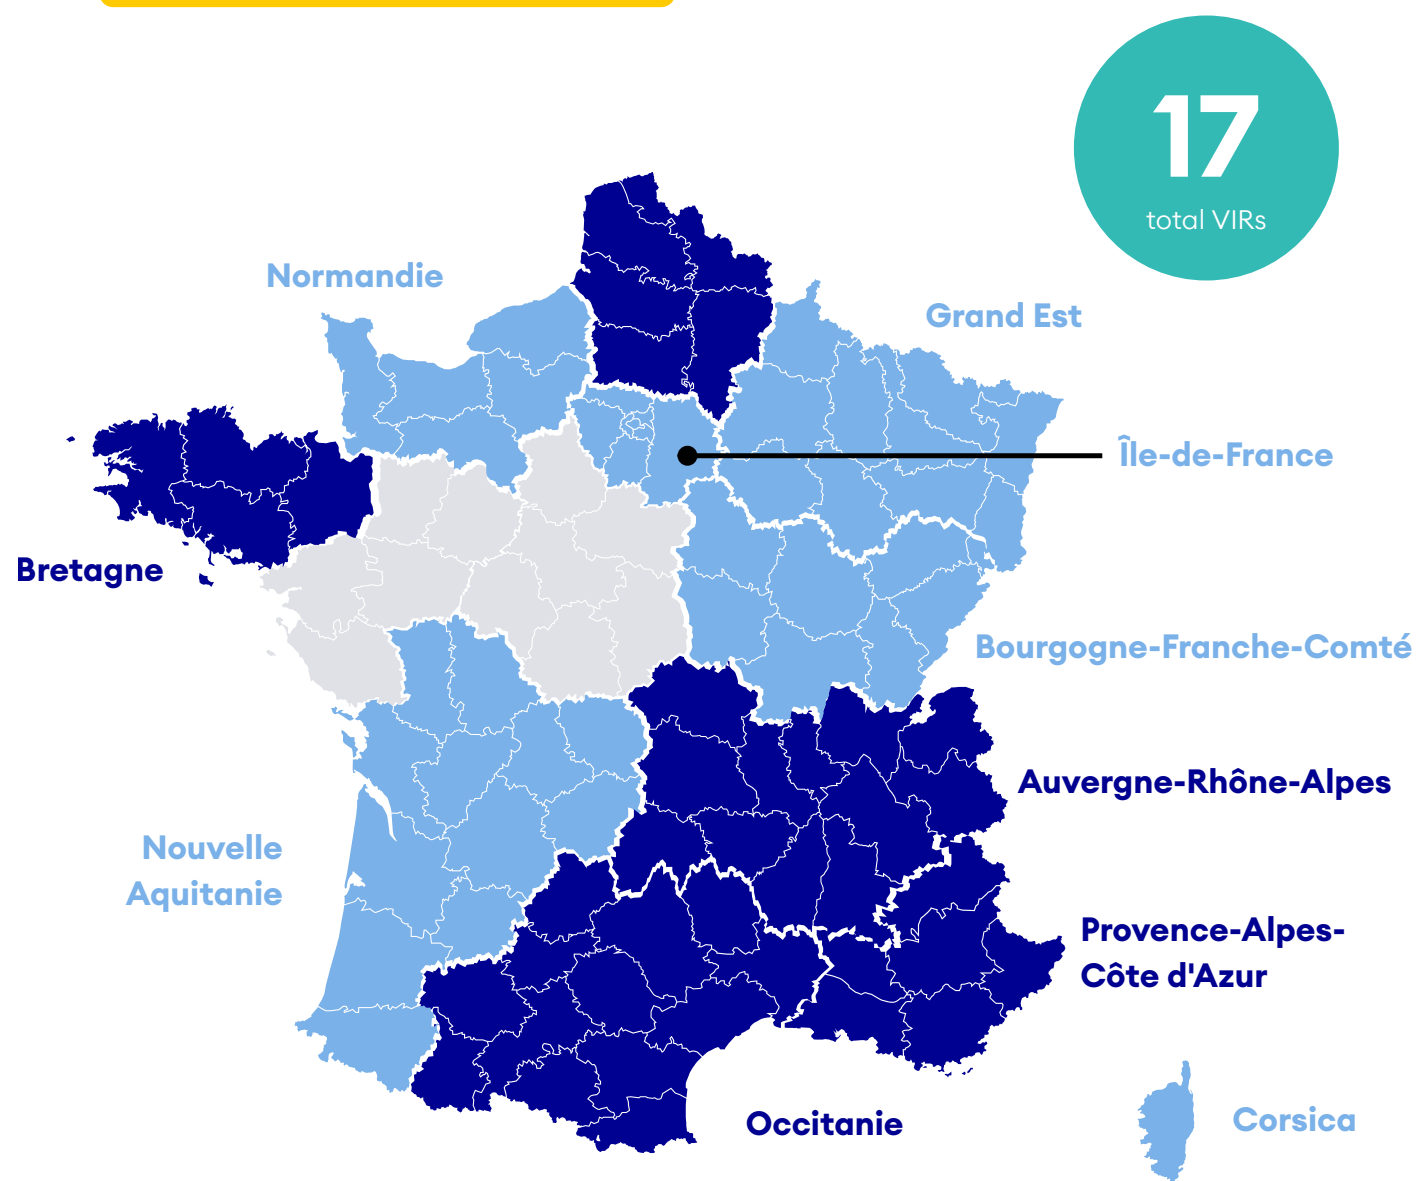 17
total VIRs
Normandie
Grand Est
Île-de-France
Bretagne
Bourgogne-Franche-Comté
Auvergne-Rhône-Alpes
Nouvelle
Aquitanie
Provence-Alpes-
Côte d'Azur
Occitanie
Corsica